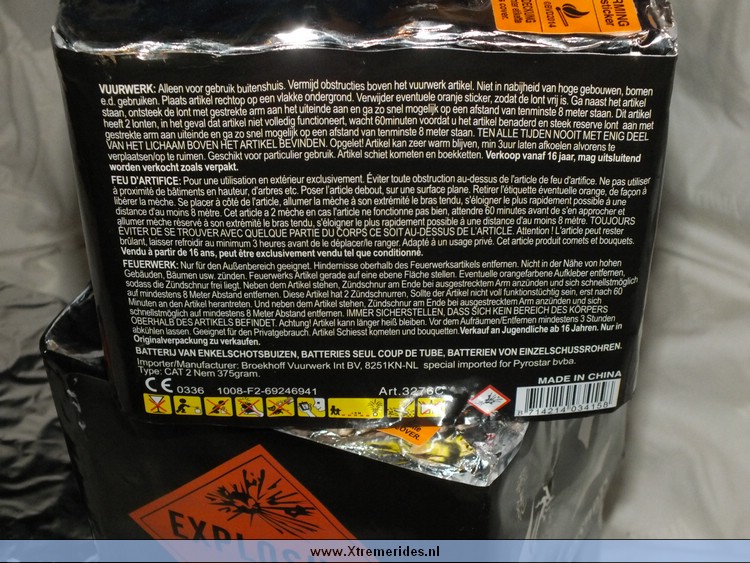 RMING
sticker
08/03/2014
COVER.
VUURWERK: Alleen voor gebruik buitenshuis. Vermijd obstructies boven het vuurwerk artikel. Niet in nabijheid van hoge gebouwen, bomen
e.d. gebruiken. Plaats artikel rechtop op een vlakke ondergrond. Verwijder eventuele oranje sticker, zodat de lont vrij is. Ga naast het artikel
staan, ontsteek de lont met gestrekte arm aan het uiteinde aan en ga zo snel mogelijk op een afstand van tenminste 8 meter staan. Dit artikel
heeft 2 lonten, in het geval dat artikel niet volledig functioneert, wacht 60minuten voordat u het artikel benaderd en steek reserve lont aan met
gestrekte arm aan uiteinde en ga zo snel mogelijk op een afstand van tenminste 8 meter staan. TEN ALLE TIJDEN NOOIT MET ENIG DEEL
VAN HET LICHAAM BOVEN HET ARTIKEL BEVINDEN. Opgelet! Artikel kan zeer warm blijven, min 3uur laten afkoelen alvorens te
verplaatsen/op te ruimen. Geschikt voor particulier gebruik. Artikel schiet kometen en boekketten. Verkoop vanaf 16 jaar, mag uitsluitend
worden verkocht zoals verpakt.
FEU D'ARTIFICE: Pour une utilisation en extérieur exclusivement. Éviter toute obstruction au-dessus de l'article de feu d'artifice. Ne pas utiliser
à proximité de bâtiments en hauteur, d'arbres etc. Poser l'article debout, sur une surface plane. Retirer l'étiquette éventuelle orange, de façon à
libérer la mèche. Se placer à côté de l'article, allumer la mèche à son extrémité le bras tendu, s'éloigner le plus rapidement possible à une
distance d'au moins 8 mètre. Cet article a 2 mèche en cas l'article ne fonctionne pas bien, attendre 60 minutes avant de s'en approcher et
allumer mèche réservé à son extrémité le bras tendu, s'éloigner le plus rapidement possible à une distance d'au moins 8 mètre. TOUJOURS
ÉVITER DE SE TROUVER AVEC QUELQUE PARTIE DU CORPS CE SOIT AU-DESSUS DE L'ARTICLE. Attention ! L'article peut rester
brûlant, laisser refroidir au minimum 3 heures avant de le déplacer/le ranger. Adapté à un usage privé. Cet article produit comets et bouquets.
Vendu à partir de 16 ans, peut être exclusivement vendu tel que conditionné.
FEUERWERK: Nur für den Außenbereich geeignet. Hindernisse oberhalb des Feuerwerksartikels entfernen. Nicht in der Nähe von hohen
Gebäuden, Bäumen usw. zünden. Feuerwerks Artikel gerade auf eine ebene Fläche stellen. Eventuelle orangefarbene Aufkleber entfernen,
sodass die Zündschnur frei liegt. Neben dem Artikel stehen, Zündschnur am Ende bei ausgestrecktem Arm anzünden und sich schnellstmöglich
auf mindestens 8 Meter Abstand entfernen. Diese Artikel hat 2 Zündschnurren, Sollte der Artikel nicht voll funktionstüchtig sein, erst nach 60
Minuten an den Artikel herantreten. Und neben dem Artikel stehen, Zündschnur am Ende bei ausgestrecktem Arm anzünden und sich
schnellstmöglich auf mindestens 8 Meter Abstand entfernen. IMMER SICHERSTELLEN, DASS SICH KEIN BEREICH DES KÖRPERS
OBERHALB DES ARTIKELS BEFINDET. Achtung! Artikel kann länger heiß bleiben. Vor dem Aufräumen/Entfernen mindestens 3 Stunden
abkühlen lassen. Geeignet für den Privatgebrauch. Artikel Schiesst kometen und bouquetten.Verkauf an Jugendliche ab 16 Jahren. Nur in
Originalverpackung zu verkaufen.
BATTERIJ VAN ENKELSCHOTSBUIZEN, BATTERIES SEUL COUP DE TUBE, BATTERIEN VON EINZELSCHUSSROHREN.
Importer/Manufacturer: Broekhoff Vuurwerk Int BV, 8251KN-NL special imported for Pyrostar bvba.
Type: CAT 2 Nem 375gram.
CE 0336 1008-F2-69246941 Art.3276C
MADE IN CHINA
8 714214 034158
COVER.
www.Xtremerides.nl